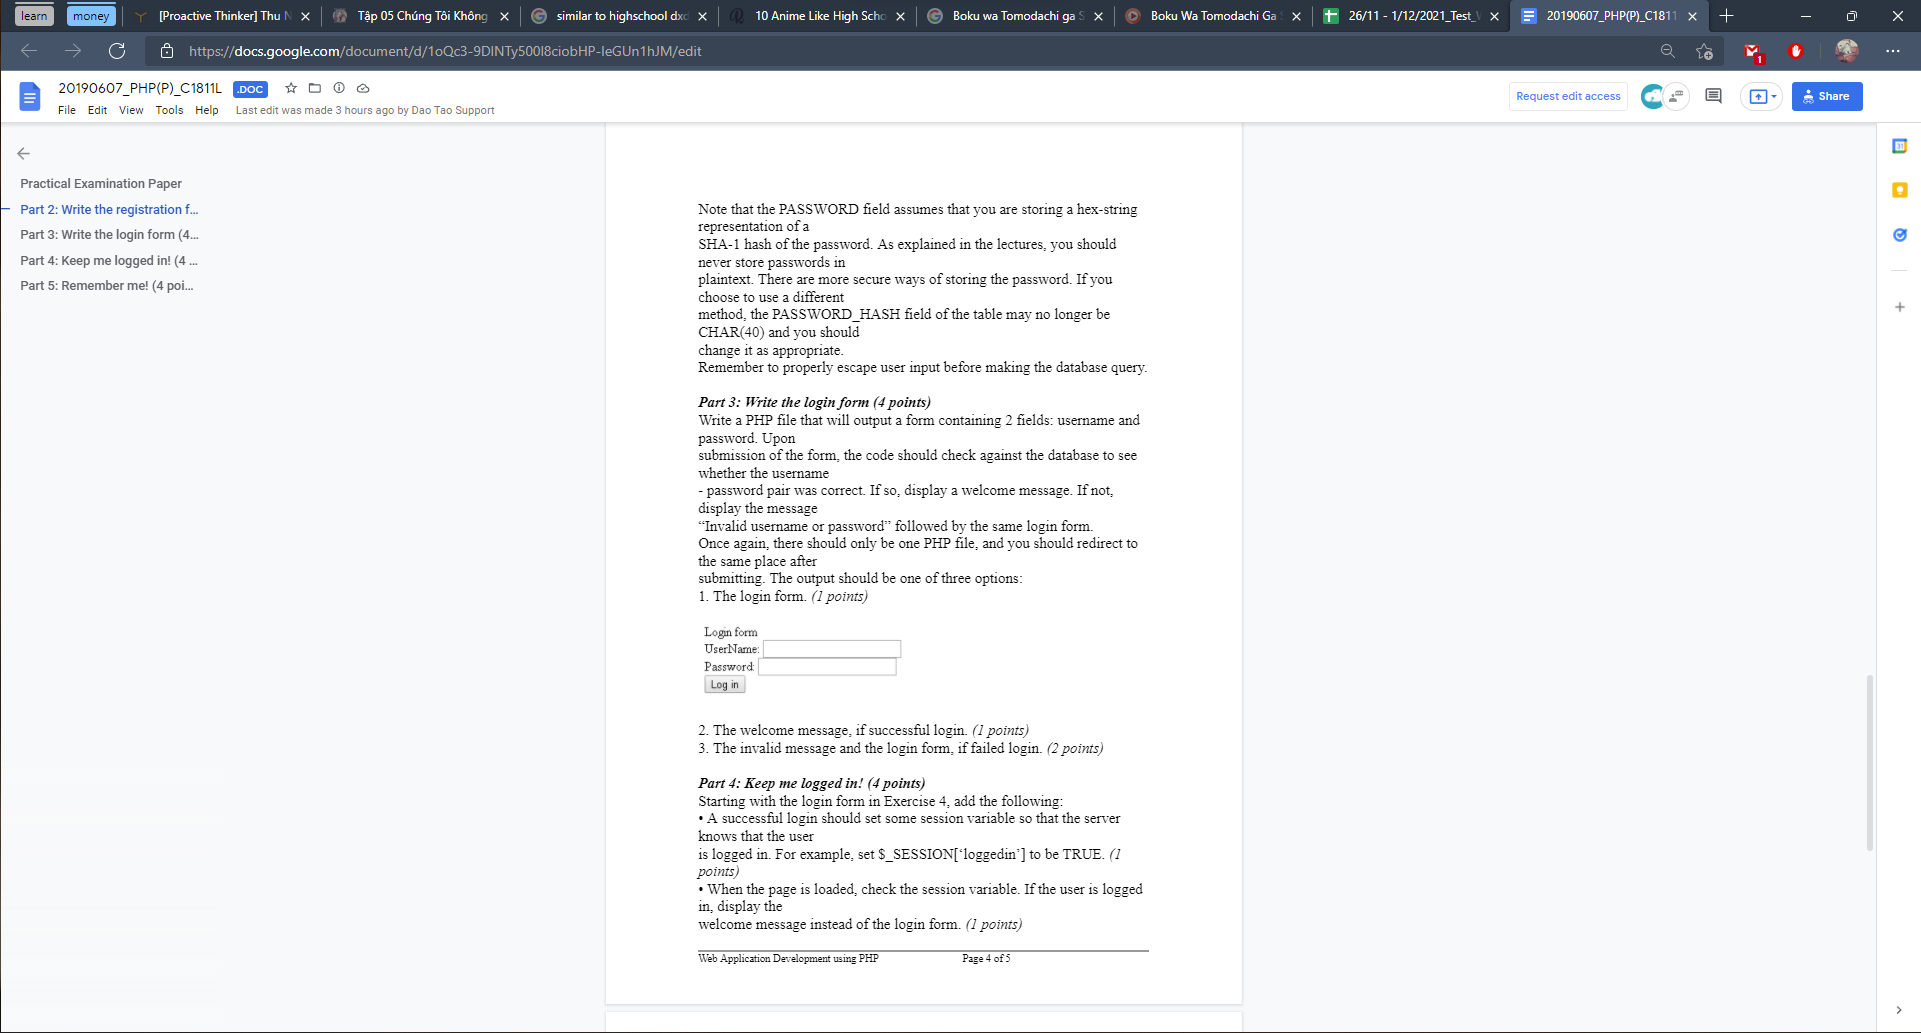 learn
money
[Proactive Thinker] Thu N
Tập 05 Chúng Tôi Không
similar to highschool dxd
10 Anime Like High Scho
Boku wa Tomodachi ga S
Boku Wa Tomodachi Ga
26/11 - 1/12/2021_Test_
20190607_PHP(P)_C1811
https://docs.google.com/document/d/1oQc3-9DlNTy500l8ciobHP-IeGUn1hJM/edit
1
20190607_PHP(P)_C1811L
.DOC
File Edit View Tools Help
Last edit was made 3 hours ago by Dao Tao Support
Request edit access
Share
Practical Examination Paper
Part 2: Write the registration f...
Part 3: Write the login form (4...
Part 4: Keep me logged in! (4 ...
Part 5: Remember me! (4 poi...
Note that the PASSWORD field assumes that you are storing a hex-string
representation of a
SHA-1 hash of the password. As explained in the lectures, you should
never store passwords in
plaintext. There are more secure ways of storing the password. If you
choose to use a different
method, the PASSWORD_HASH field of the table may no longer be
CHAR(40) and you should
change it as appropriate.
Remember to properly escape user input before making the database query.
Part 3: Write the login form (4 points)
Write a PHP file that will output a form containing 2 fields: username and
password. Upon
submission of the form, the code should check against the database to see
whether the username
- password pair was correct. If so, display a welcome message. If not,
display the message
“Invalid username or password” followed by the same login form.
Once again, there should only be one PHP file, and you should redirect to
the same place after
submitting. The output should be one of three options:
1. The login form. (1 points)
Login form
UserName:
Password:
Log in
2. The welcome message, if successful login. (1 points)
3. The invalid message and the login form, if failed login. (2 points)
Part 4: Keep me logged in! (4 points)
Starting with the login form in Exercise 4, add the following:
• A successful login should set some session variable so that the server
knows that the user
is logged in. For example, set $_SESSION[‘loggedin’] to be TRUE. (1
points)
• When the page is loaded, check the session variable. If the user is logged
in, display the
welcome message instead of the login form. (1 points)
Web Application Development using PHP
Page 4 of 5
31